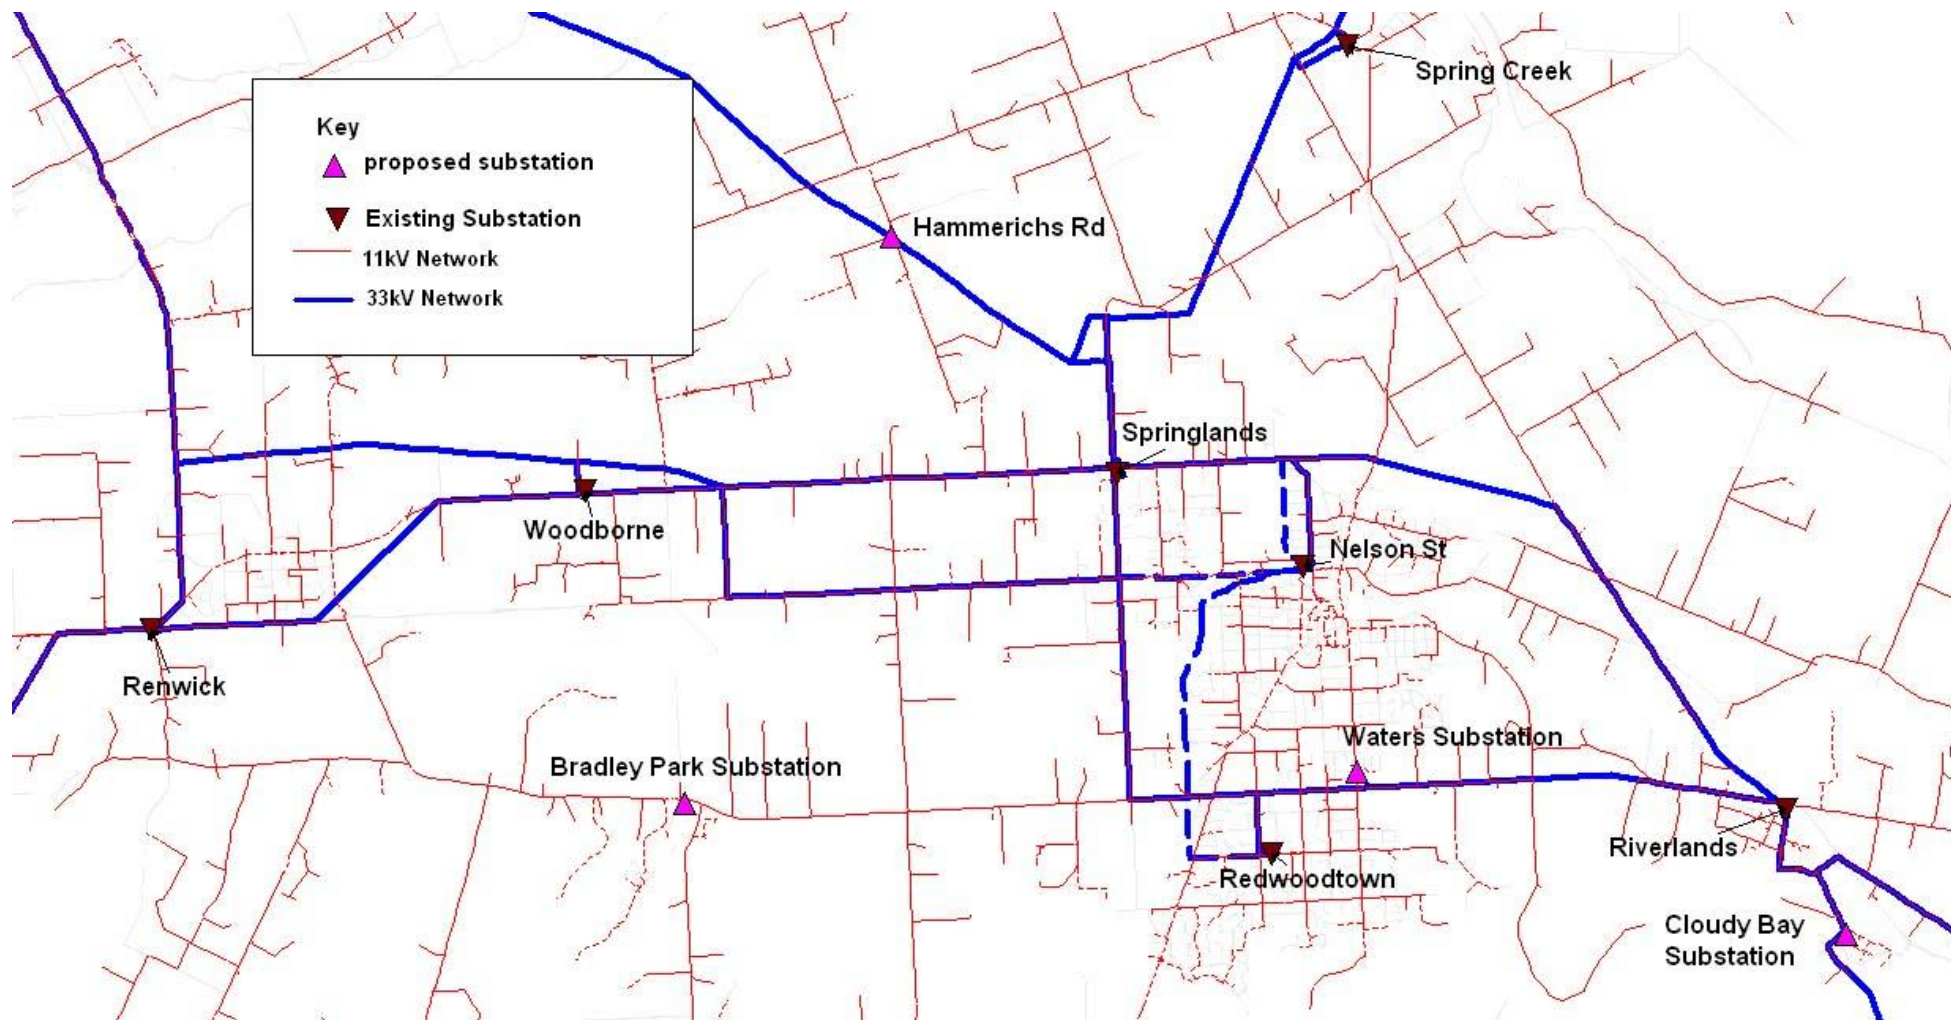 Spring Creek
Key
proposed substation
Existing Substation
11kV Network
33kV Network
Hammerichs Rd
Springlands
Woodborne
Nelson St
Renwick
Waters Substation
Bradley Park Substation
Riverlands
Redwoodtown
Cloudy Bay
Substation